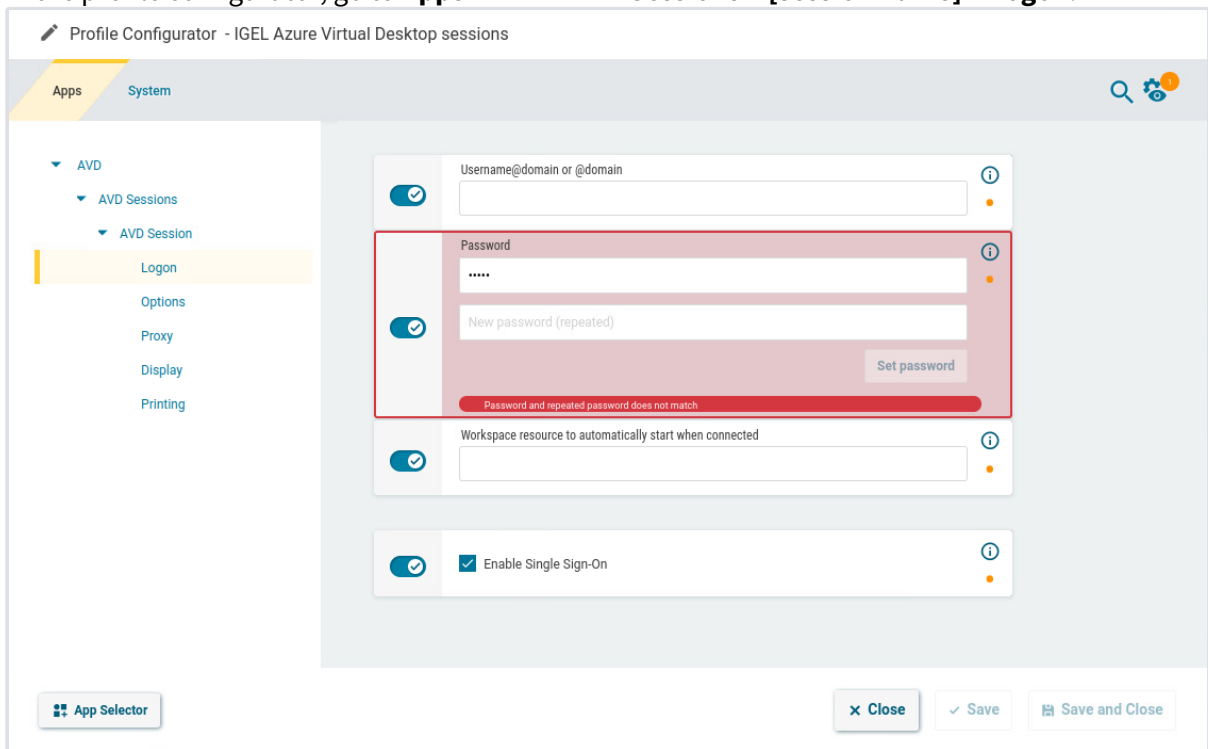 Profile Configurator - IGEL Azure Virtual Desktop sessions
Apps
System
1
AVD
AVD Sessions
AVD Session
Logon
Options
Proxy
Display
Printing
Username@domain or @domain
Password
•••••
New password (repeated)
Set password
Password and repeated password does not match
Workspace resource to automatically start when connected
Enable Single Sign-On
App Selector
Close
Save
Save and Close